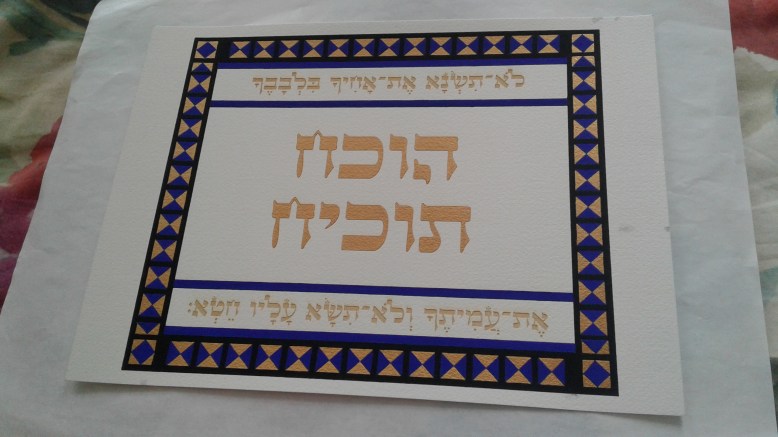 לֹא־תִשְׂנָא אֶת־אָחִיךָ בִּלְבָבֶךָ
הוכח
תוכיח
אֶת־עֲמִיתֶךָ וְלֹא־תִשָּׂא עָלָיו חֵטְא׃